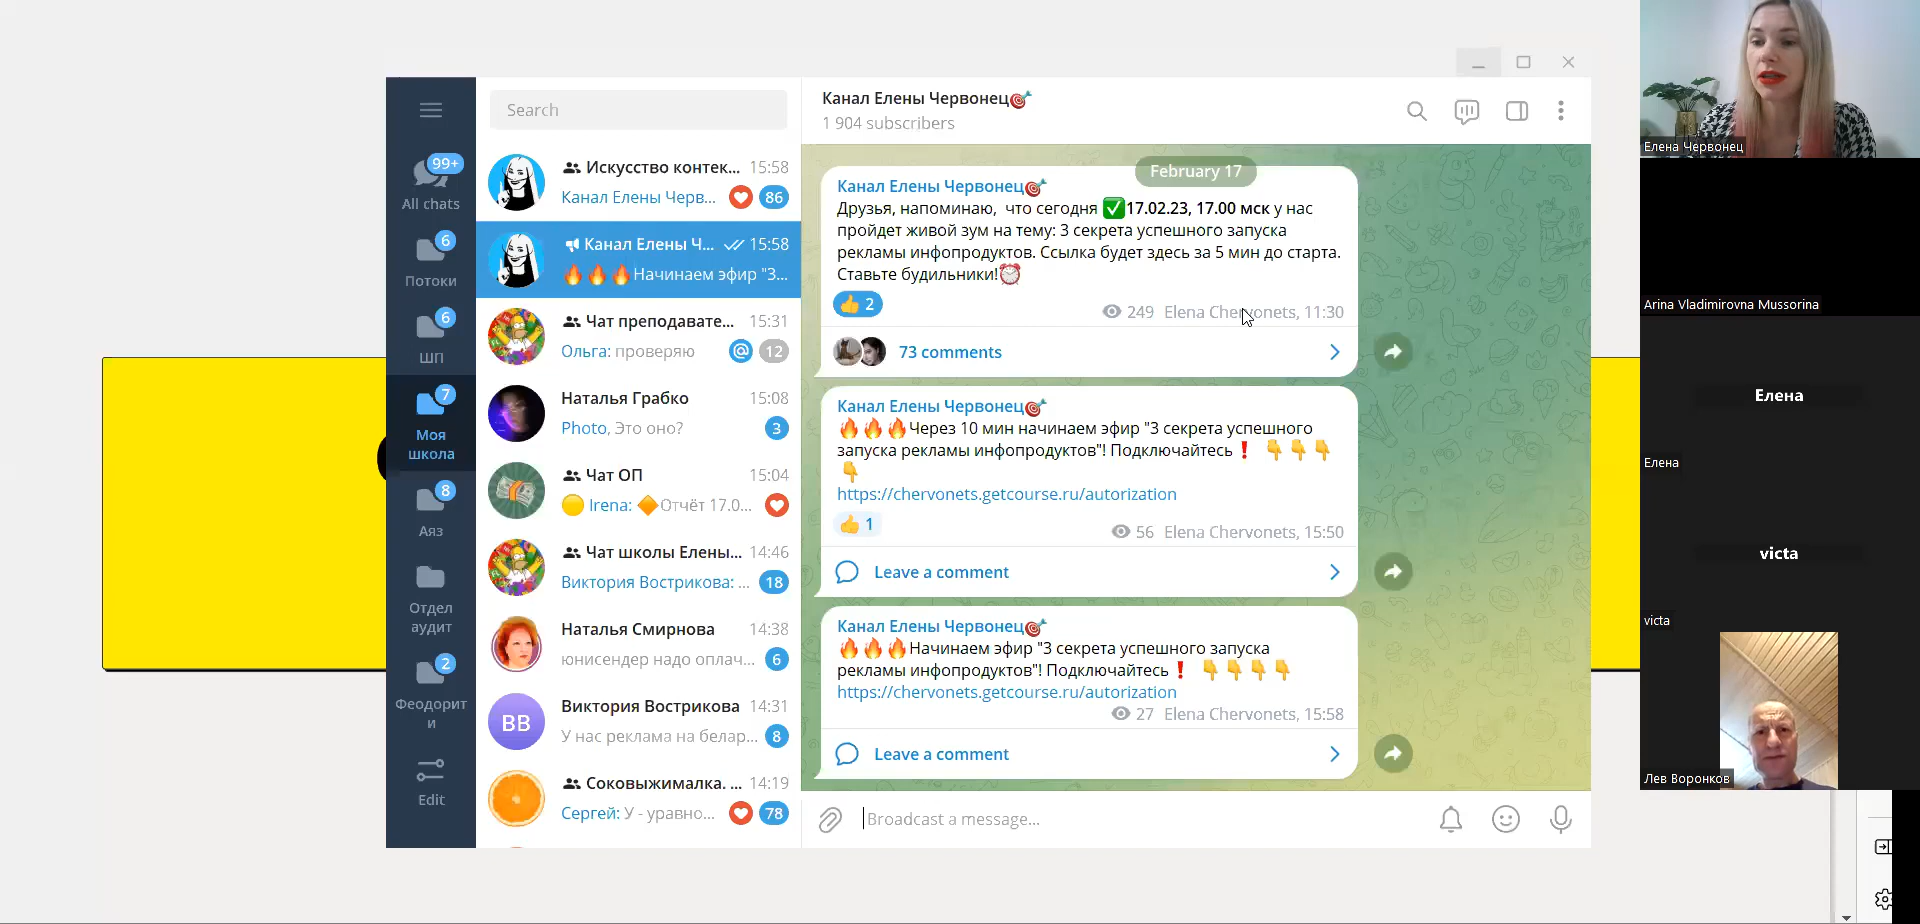 99+
All chats
6
Потоки
6
ШП
7
Моя
школа
8
Аяз
Отдел
аудит
2
Феодорит
и
Edit
Search
Искусство контек... 15:58
Канал Елены Черв... 86
Канал Елены Ч... 15:58
🔥🔥🔥Начинаем эфир "3...
Чат преподавате... 15:31
Ольга: проверяю @ 12
Наталья Грабко 15:08
Photo, Это оно? 3
Чат ОП 15:04
🟡 Irena: 🔶Отчёт 17.0...
Чат школы Елены... 14:46
Виктория Вострикова: ... 18
Наталья Смирнова 14:38
юнисендер надо оплач... 6
ВВ
Виктория Вострикова 14:31
У нас реклама на белар... 8
Соковыжималка. ... 14:19
Сергей: У - уравно... 78
Канал Елены Червонец🎯
1 904 subscribers
February 17
Канал Елены Червонец🎯
Друзья, напоминаю, что сегодня ✅17.02.23, 17.00 мск у нас
пройдет живой зум на тему: 3 секрета успешного запуска
рекламы инфопродуктов. Ссылка будет здесь за 5 мин до старта.
Ставьте будильники!⏰
👍 2
249 Elena Chervonets, 11:30
73 comments
Канал Елены Червонец🎯
🔥🔥🔥Через 10 мин начинаем эфир "3 секрета успешного
запуска рекламы инфопродуктов"! Подключайтесь❗ 👇👇👇
👇
https://chervonets.getcourse.ru/autorization
👍 1
56 Elena Chervonets, 15:50
Leave a comment
Канал Елены Червонец🎯
🔥🔥🔥Начинаем эфир "3 секрета успешного запуска
рекламы инфопродуктов"! Подключайтесь❗ 👇👇👇👇
https://chervonets.getcourse.ru/autorization
27 Elena Chervonets, 15:58
Leave a comment
Broadcast a message...
Елена Червонец
Arina Vladimirovna Mussorina
Елена
Елена
victa
victa
Лев Воронков